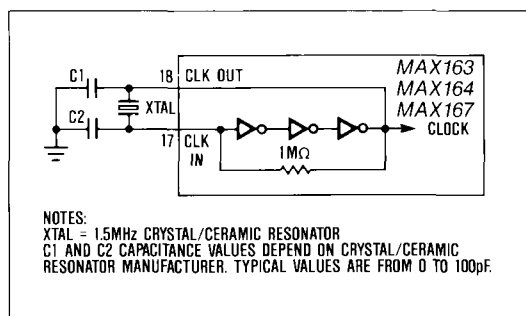 C1
18
CLK OUT
MAX163
MAX164
MAX167
XTAL
C2
17
CLK
IN
CLOCK
1MΩ
NOTES:
XTAL = 1.5MHz CRYSTAL/CERAMIC RESONATOR
C1 AND C2 CAPACITANCE VALUES DEPEND ON CRYSTAL/CERAMIC
RESONATOR MANUFACTURER. TYPICAL VALUES ARE FROM 0 TO 100pF.